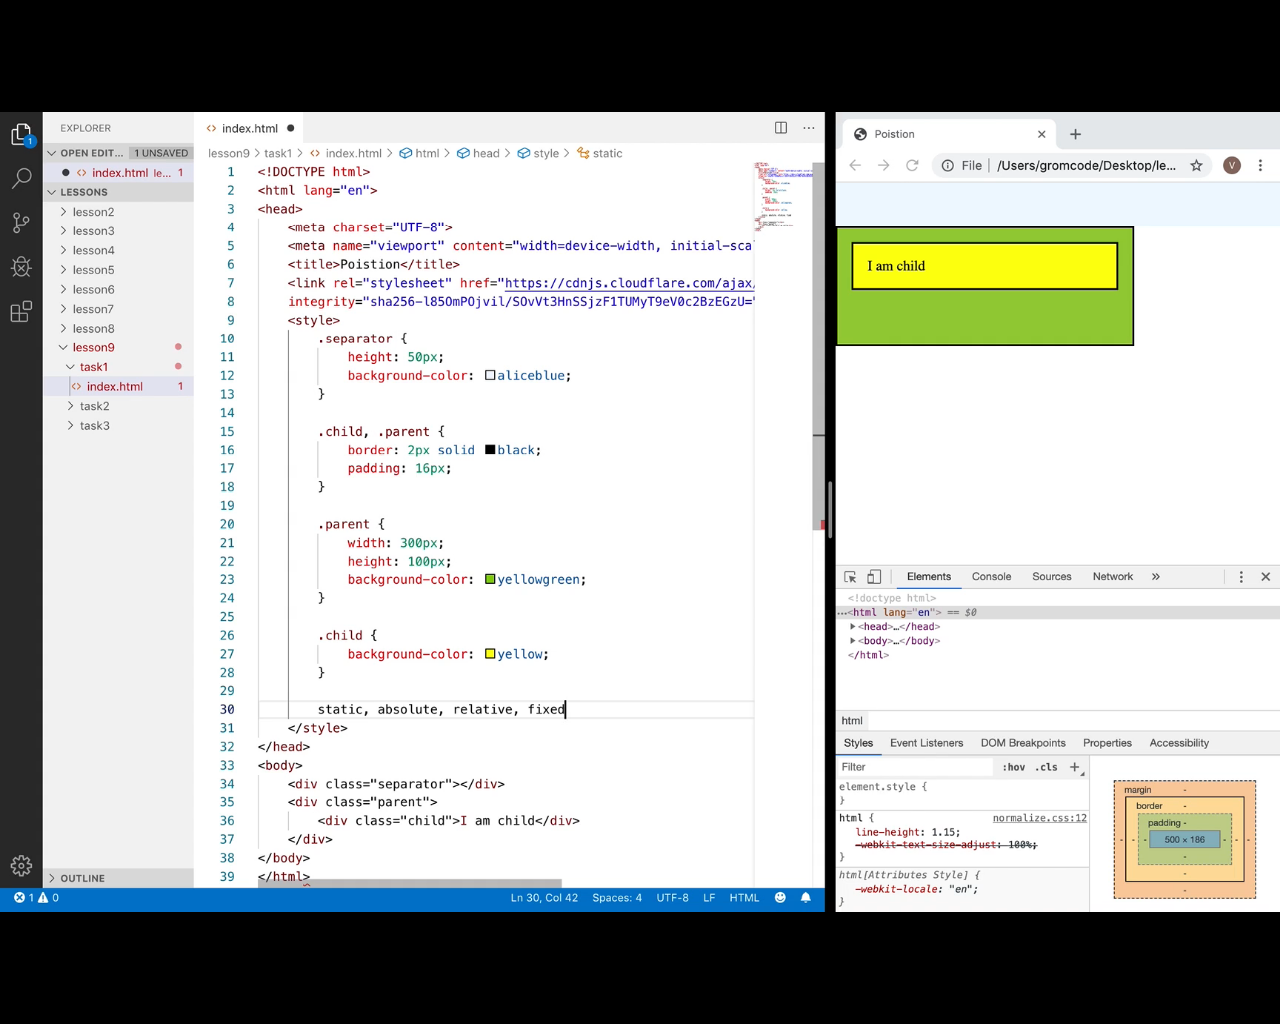 EXPLORER
OPEN EDIT... 1 UNSAVED
index.html le... 1
LESSONS
lesson2
lesson3
lesson4
lesson5
lesson6
lesson7
lesson8
lesson9
task1
index.html 1
task2
task3
OUTLINE
1
index.html
lesson9 > task1 > index.html > html > head > style > static
1 <!DOCTYPE html>
2 <html lang="en">
3 <head>
4 <meta charset="UTF-8">
5 <meta name="viewport" content="width=device-width, initial-sca
6 <title>Poistion</title>
7 <link rel="stylesheet" href="https://cdnjs.cloudflare.com/ajax/
8 integrity="sha256-l85OmPOjvil/SOvVt3HnSSjzF1TUMyT9eV0c2BzEGzU="
9 <style>
10 .separator {
11 height: 50px;
12 background-color: aliceblue;
13 }
14
15 .child, .parent {
16 border: 2px solid black;
17 padding: 16px;
18 }
19
20 .parent {
21 width: 300px;
22 height: 100px;
23 background-color: yellowgreen;
24 }
25
26 .child {
27 background-color: yellow;
28 }
29
30 static, absolute, relative, fixed
31 </style>
32 </head>
33 <body>
34 <div class="separator"></div>
35 <div class="parent">
36 <div class="child">I am child</div>
37 </div>
38 </body>
39 </html>
1 0 Ln 30, Col 42 Spaces: 4 UTF-8 LF HTML
Poistion
File | /Users/gromcode/Desktop/le...
V
I am child
Elements Console Sources Network »
<!doctype html>
...<html lang="en"> == $0
<head>...</head>
<body>...</body>
</html>
html
Styles Event Listeners DOM Breakpoints Properties Accessibility
Filter :hov .cls +
element.style {
}
html { normalize.css:12
line-height: 1.15;
-webkit-text-size-adjust: 100%;
}
html[Attributes Style] {
-webkit-locale: "en";
}
margin -
border -
padding -
- - - 500 × 186 - - -
-
-
-